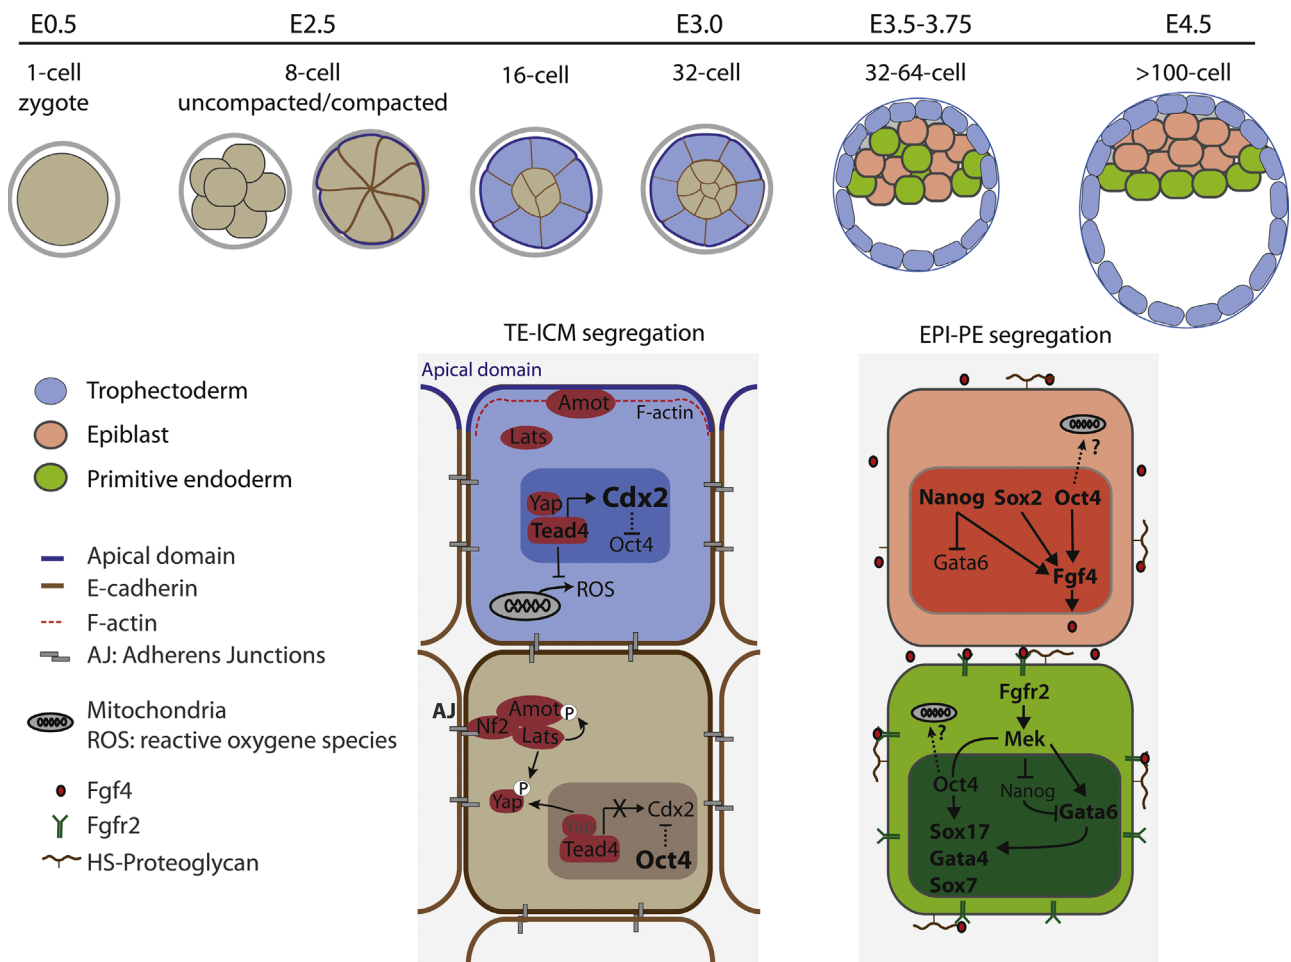 E0.5 E2.5 E3.0 E3.5-3.75 E4.5
1-cell 8-cell 16-cell 32-cell 32-64-cell >100-cell
zygote uncompacted/compacted
TE-ICM segregation EPI-PE segregation
Trophectoderm
Epiblast
Primitive endoderm
Apical domain
E-cadherin
F-actin
AJ: Adherens Junctions
Mitochondria
ROS: reactive oxygene species
Fgf4
Fgfr2
HS-Proteoglycan
Apical domain
Amot
F-actin
Lats
Yap
Cdx2
Tead4
Oct4
ROS
AJ
Amot
P
Nf2
Lats
P
Yap
Yap
Cdx2
Tead4
Oct4
?
Nanog Sox2 Oct4
Gata6
Fgf4
Fgfr2
?
Mek
Oct4
Nanog
Gata6
Sox17
Gata4
Sox7